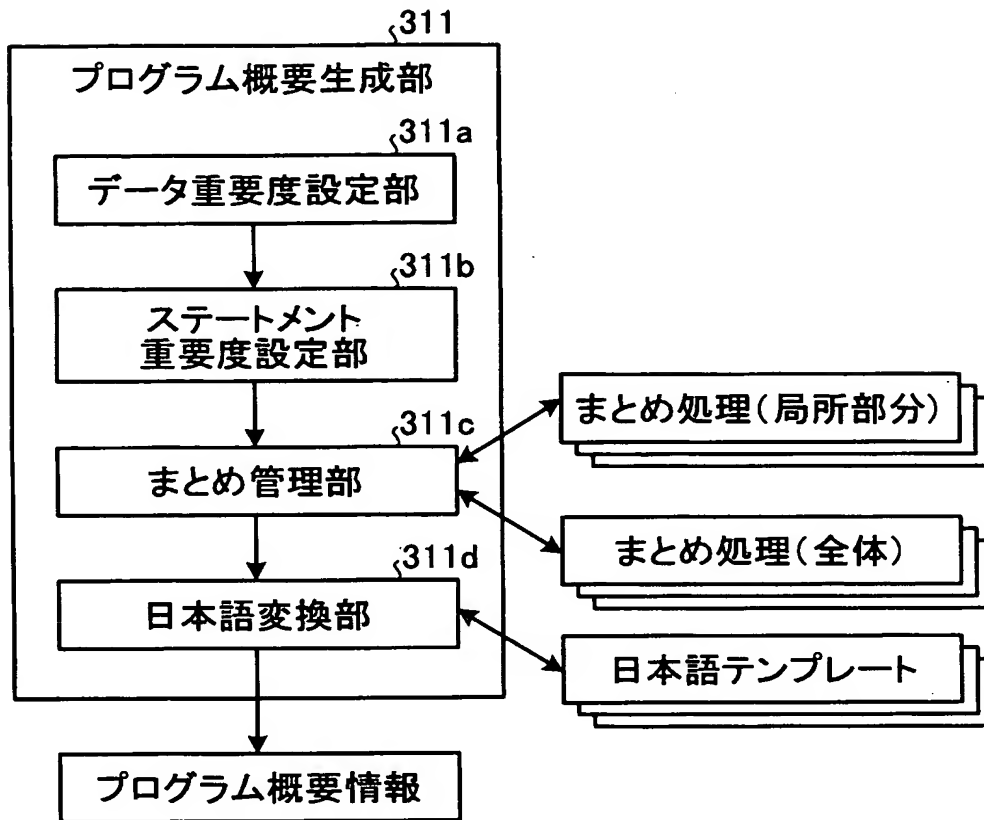 311
プログラム概要生成部
311a
データ重要度設定部
311b
ステートメント
重要度設定部
311c
まとめ管理部
まとめ処理(局所部分)
まとめ処理(全体)
311d
日本語変換部
日本語テンプレート
プログラム概要情報